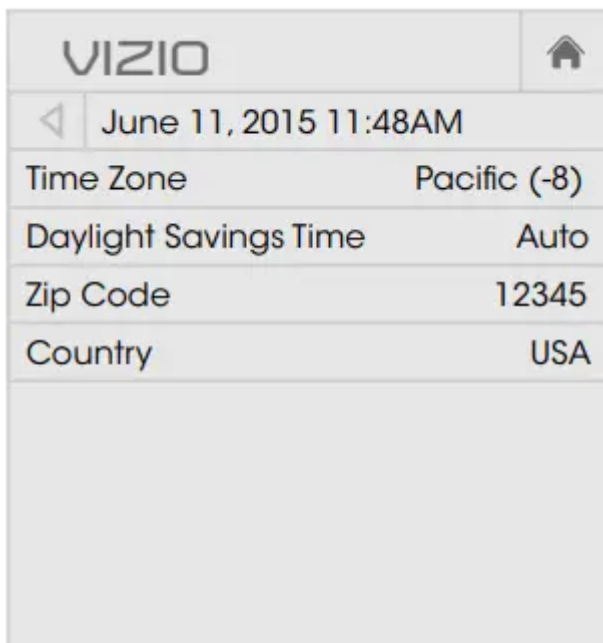 VIZIO
June 11, 2015 11:48AM
Time Zone Pacific (-8)
Daylight Savings Time Auto
Zip Code 12345
Country USA